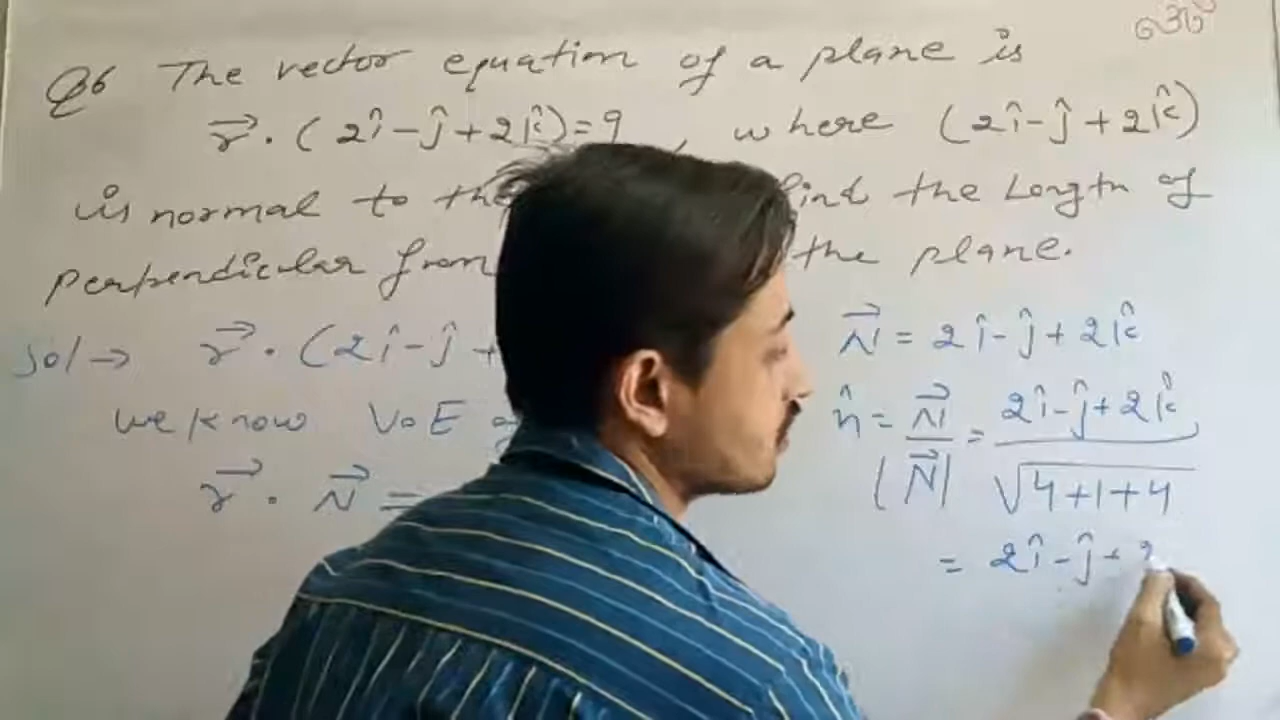 Q6 The vector equation of a plane is
r⃗ . (2î - ĵ + 2k̂) = 9 , where (2î - ĵ + 2k̂)
is normal to the find the Length of
perpendicular from the plane.
Sol → r⃗ . (2î - ĵ +
we know VoE
r⃗ . N⃗ =
N⃗ = 2î - ĵ + 2k̂
n̂ = N⃗ / |N⃗| = 2î - ĵ + 2k̂ / √4+1+4
= 2î - ĵ +